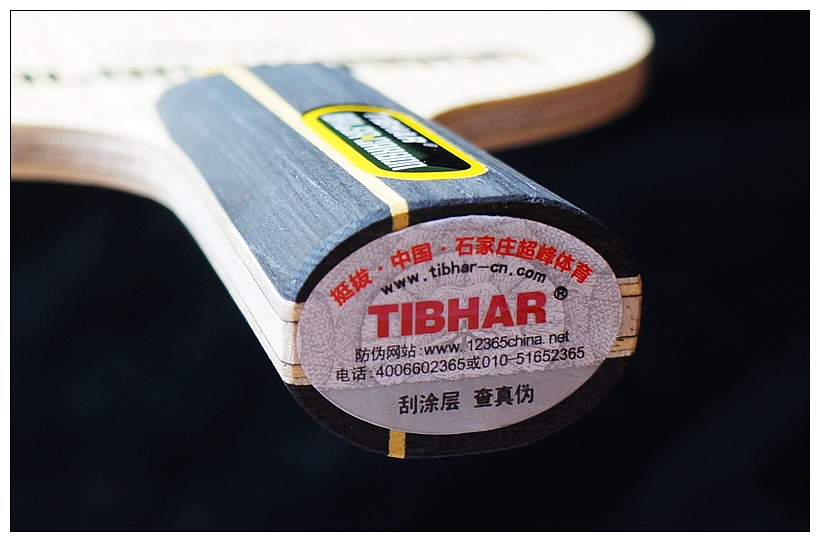 挺拔·中国·石家庄超峰体育
www.tibhar-cn.com
TIBHAR®
防伪网站:www.12365china.net
电话:4006602365或010-51652365
刮涂层 查真伪